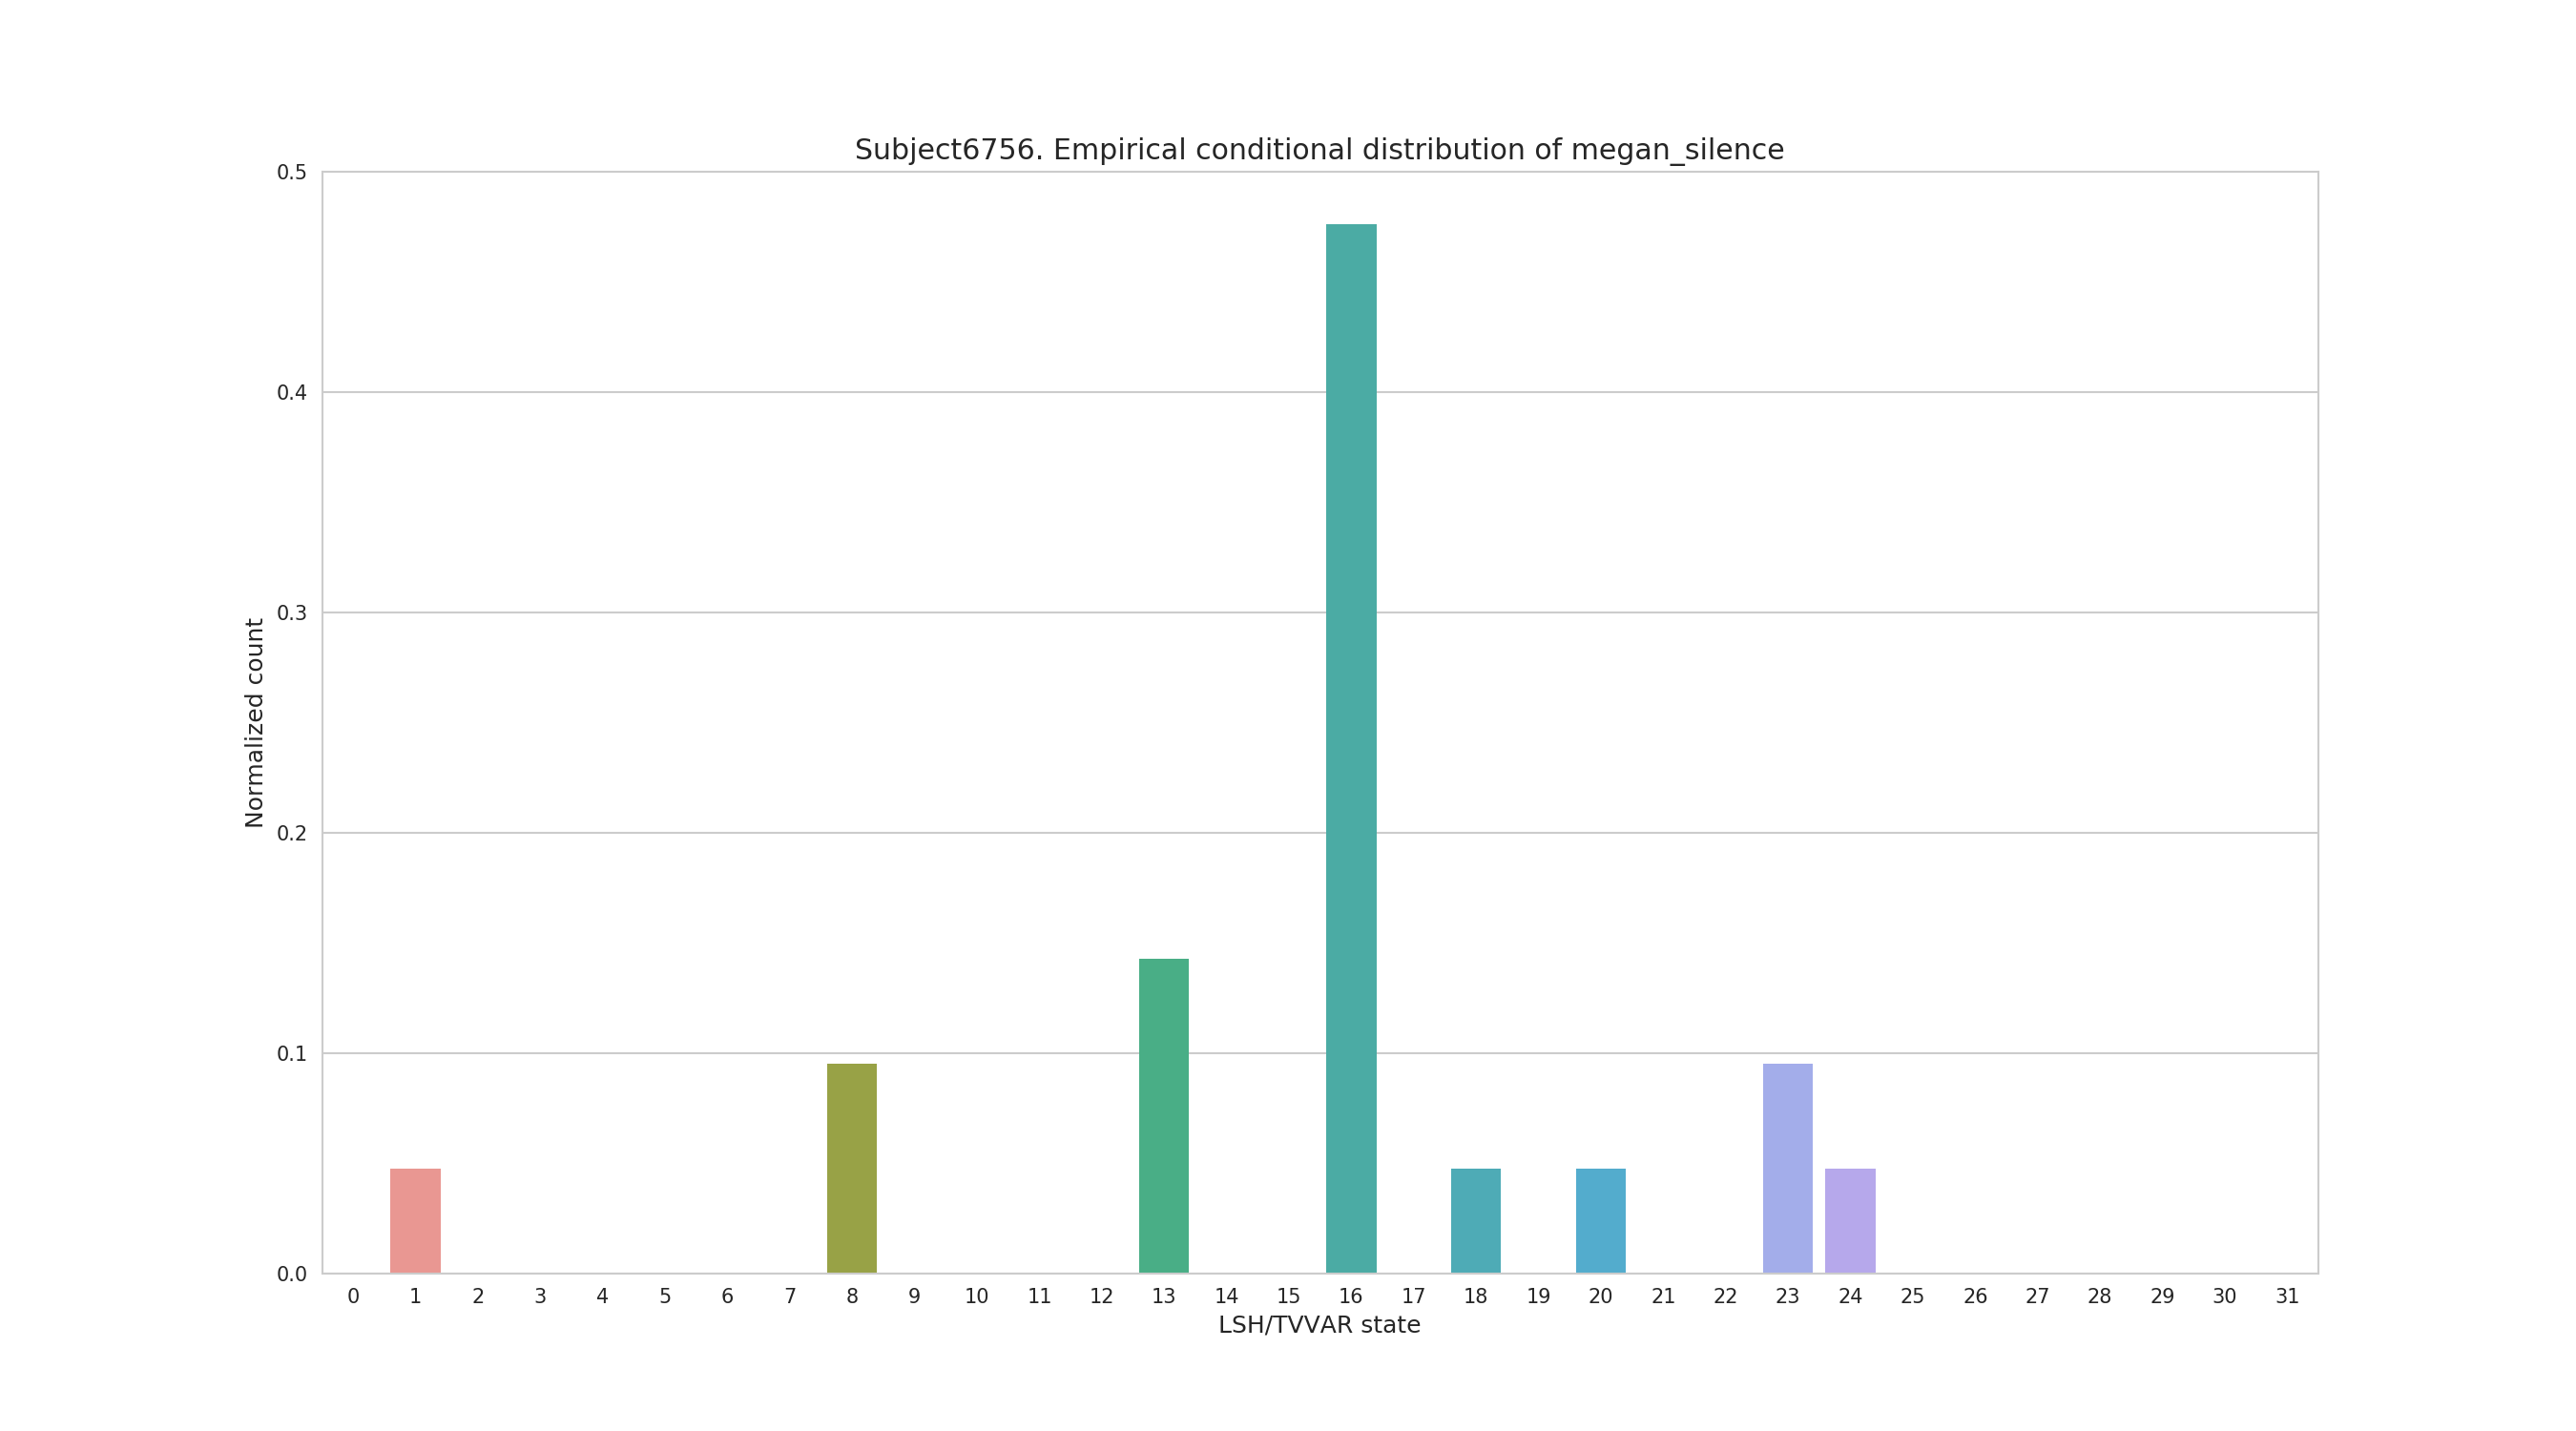 Subject6756. Empirical conditional distribution of megan_silence
0.5
0.4
0.3
0.2
0.1
0.0
Normalized count
0 1 2 3 4 5 6 7 8 9 10 11 12 13 14 15 16 17 18 19 20 21 22 23 24 25 26 27 28 29 30 31
LSH/TVVAR state